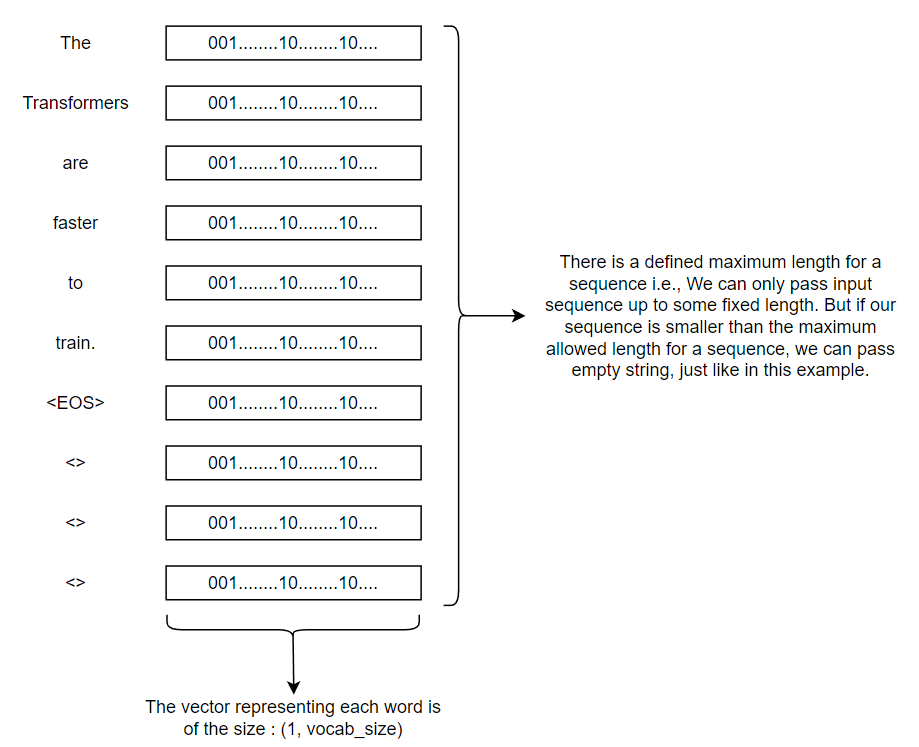 The 001........10........10....
Transformers 001........10........10....
are 001........10........10....
faster 001........10........10....
to 001........10........10....
train. 001........10........10....
<EOS> 001........10........10....
<> 001........10........10....
<> 001........10........10....
<> 001........10........10....
There is a defined maximum length for a
sequence i.e., We can only pass input
sequence up to some fixed length. But if our
sequence is smaller than the maximum
allowed length for a sequence, we can pass
empty string, just like in this example.
The vector representing each word is
of the size : (1, vocab_size)